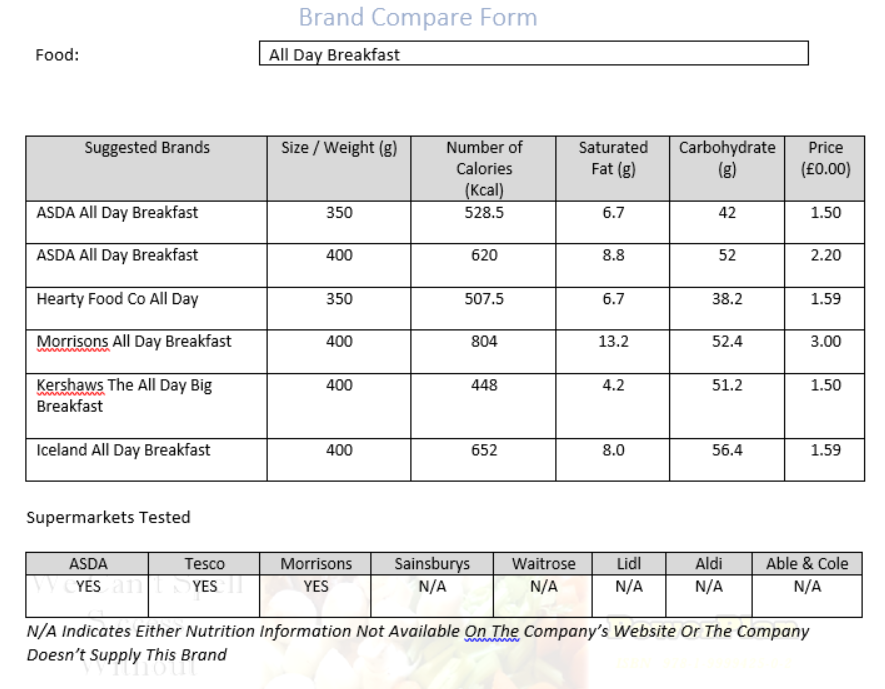 Brand Compare Form
Food: All Day Breakfast
Suggested Brands Size / Weight (g) Number of Calories (Kcal) Saturated Fat (g) Carbohydrate (g) Price (£0.00)
ASDA All Day Breakfast 350 528.5 6.7 42 1.50
ASDA All Day Breakfast 400 620 8.8 52 2.20
Hearty Food Co All Day 350 507.5 6.7 38.2 1.59
Morrisons All Day Breakfast 400 804 13.2 52.4 3.00
Kershaws The All Day Big Breakfast 400 448 4.2 51.2 1.50
Iceland All Day Breakfast 400 652 8.0 56.4 1.59
Supermarkets Tested
ASDA Tesco Morrisons Sainsburys Waitrose Lidl Aldi Able & Cole
YES YES YES N/A N/A N/A N/A N/A
N/A Indicates Either Nutrition Information Not Available On The Company's Website Or The Company
Doesn't Supply This Brand